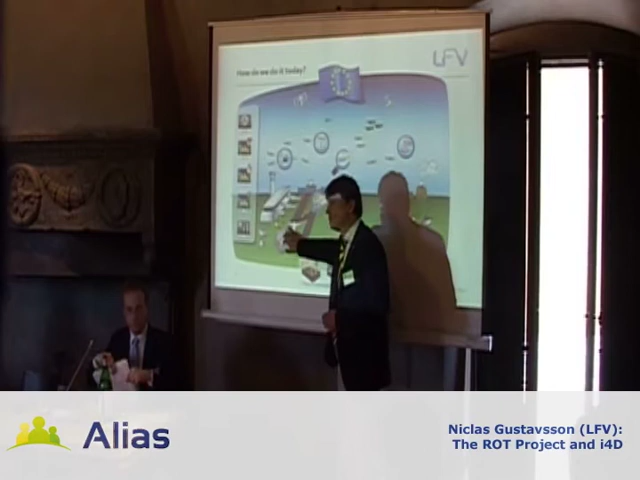 How do we do it today?
LFV
Alias
Niclas Gustavsson (LFV):
The ROT Project and i4D